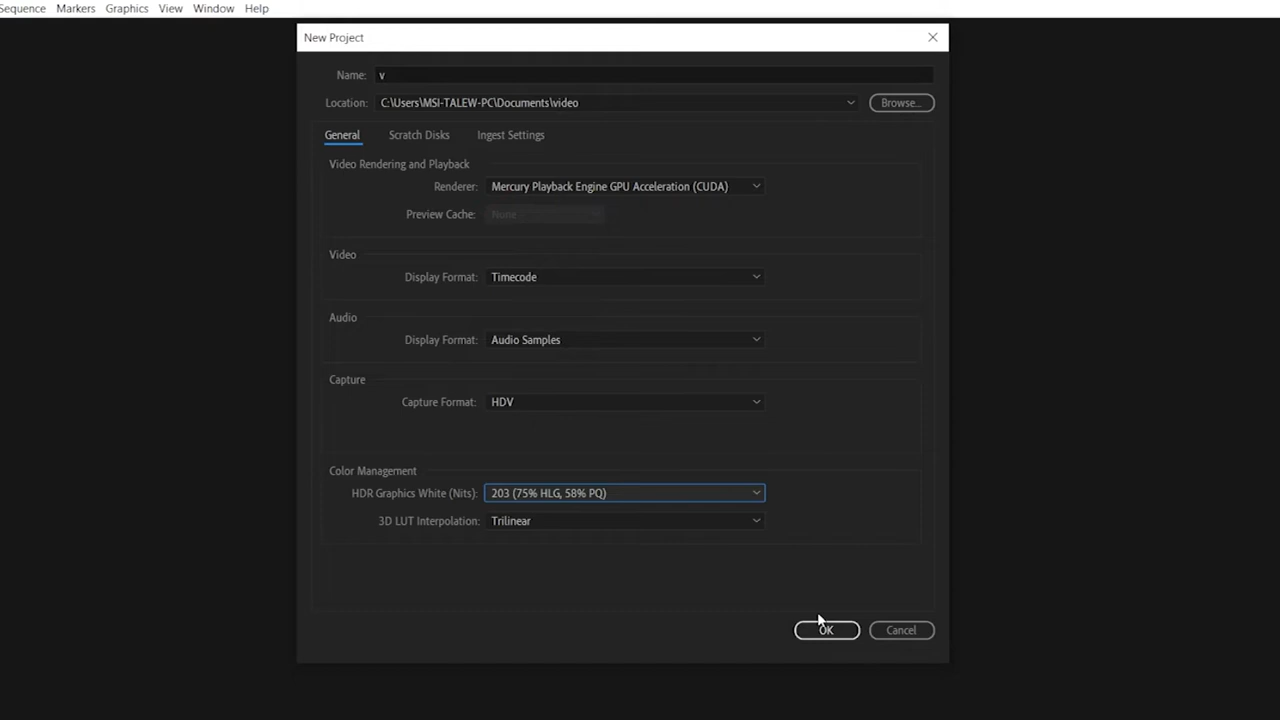 Sequence Markers Graphics View Window Help
New Project
Name: v
Location: C:\Users\MSI-TALEW-PC\Documents\video Browse...
General Scratch Disks Ingest Settings
Video Rendering and Playback
Renderer: Mercury Playback Engine GPU Acceleration (CUDA)
Preview Cache: None
Video
Display Format: Timecode
Audio
Display Format: Audio Samples
Capture
Capture Format: HDV
Color Management
HDR Graphics White (Nits): 203 (75% HLG, 58% PQ)
3D LUT Interpolation: Trilinear
OK Cancel